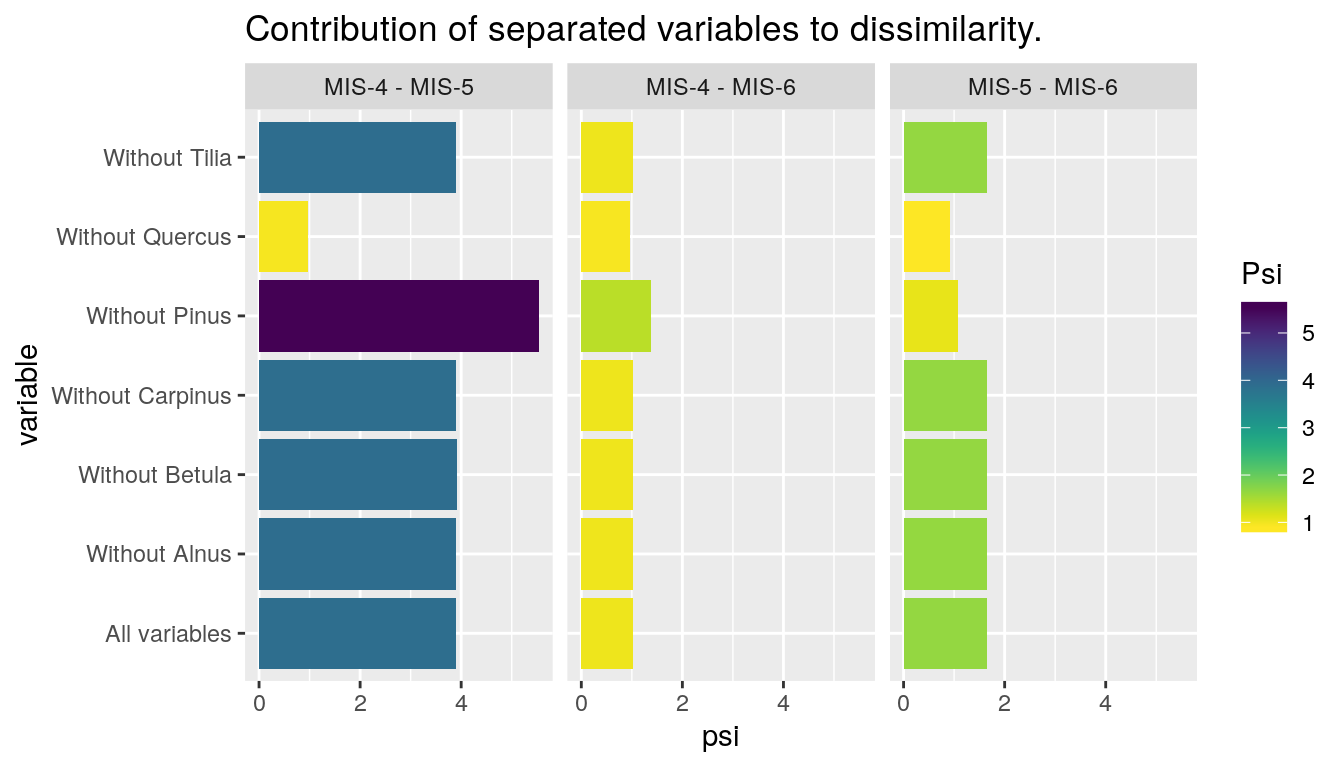 Contribution of separated variables to dissimilarity.
MIS-4 - MIS-5
MIS-4 - MIS-6
MIS-5 - MIS-6
variable
Without Tilia
Without Quercus
Without Pinus
Without Carpinus
Without Betula
Without Alnus
All variables
0 2 4
0 2 4
0 2 4
psi
Psi
5
4
3
2
1